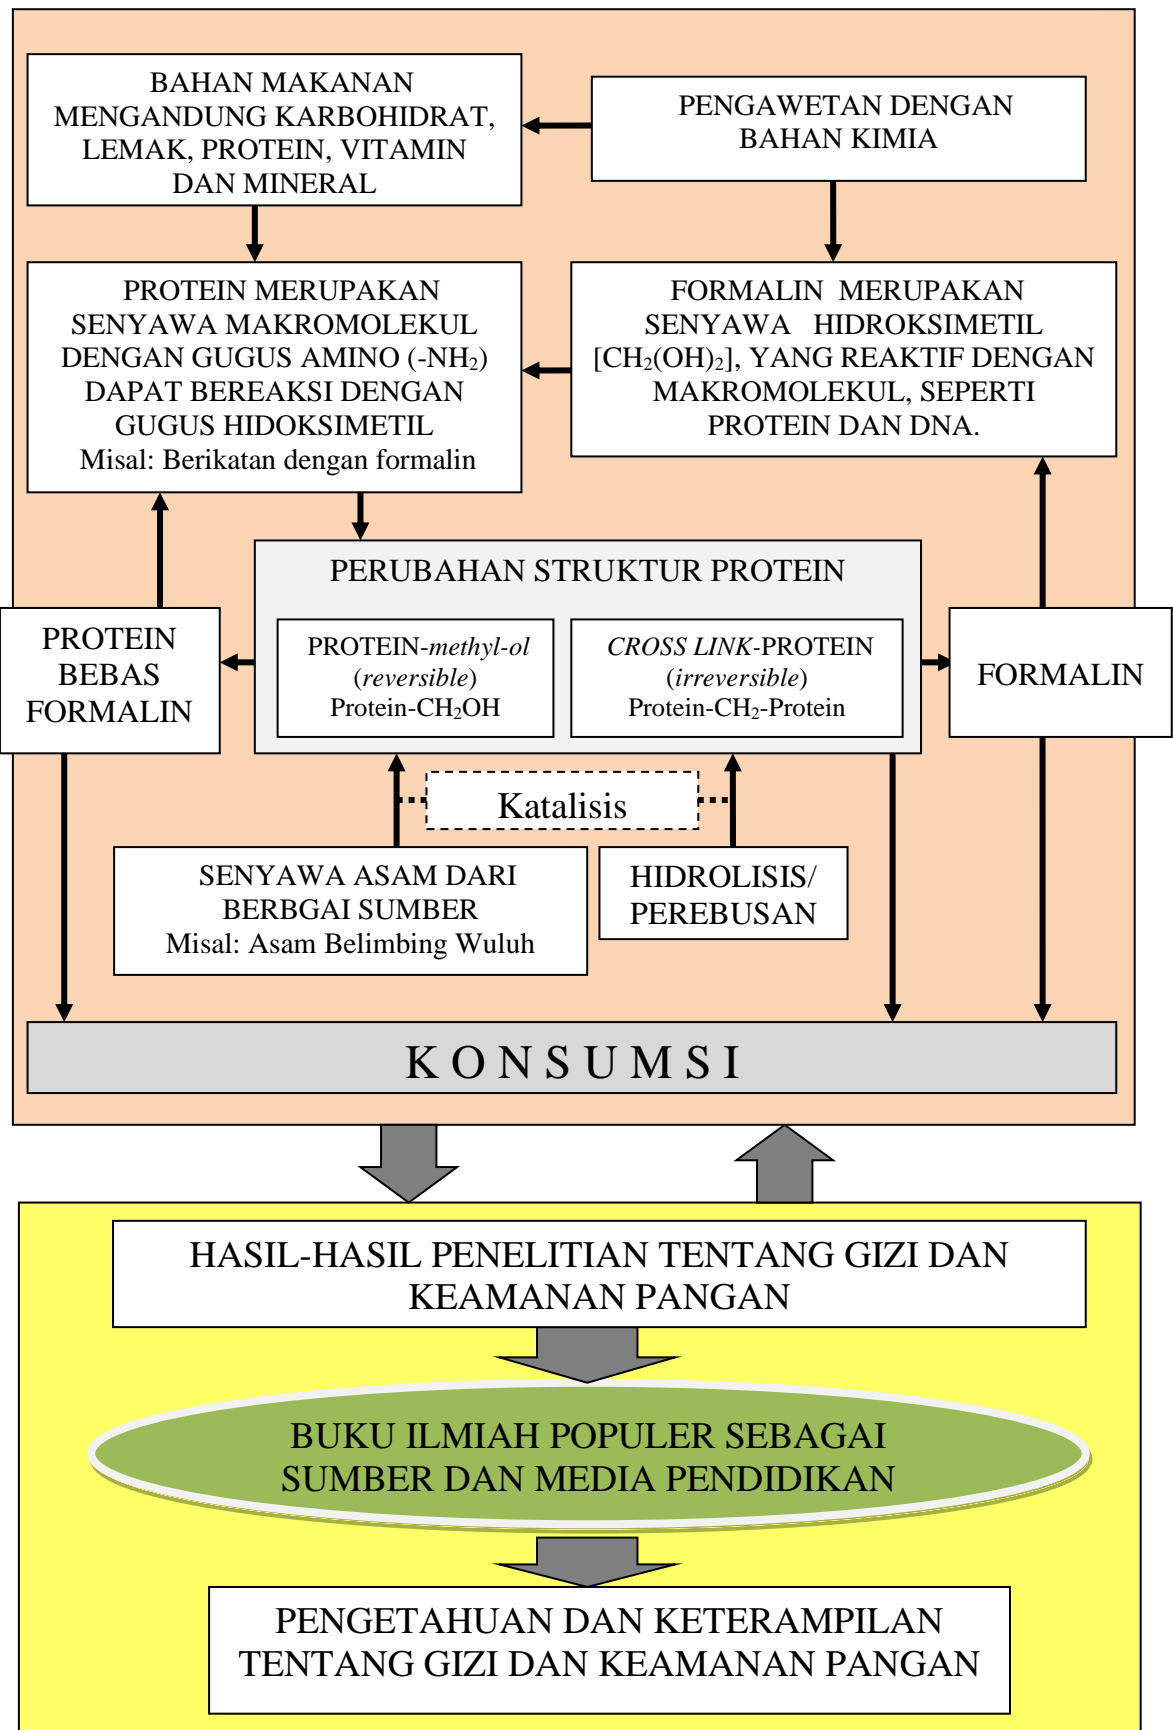 BAHAN MAKANAN
MENGANDUNG KARBOHIDRAT,
LEMAK, PROTEIN, VITAMIN
DAN MINERAL
PENGAWETAN DENGAN
BAHAN KIMIA
PROTEIN MERUPAKAN
SENYAWA MAKROMOLEKUL
DENGAN GUGUS AMINO (-NH₂)
DAPAT BEREAKSI DENGAN
GUGUS HIDOKSIMETIL
Misal: Berikatan dengan formalin
FORMALIN MERUPAKAN
SENYAWA HIDROKSIMETIL
[CH₂(OH)₂], YANG REAKTIF DENGAN
MAKROMOLEKUL, SEPERTI
PROTEIN DAN DNA.
PERUBAHAN STRUKTUR PROTEIN
PROTEIN
BEBAS
FORMALIN
PROTEIN-methyl-ol
(reversible)
Protein-CH₂OH
CROSS LINK-PROTEIN
(irreversible)
Protein-CH₂-Protein
FORMALIN
Katalisis
SENYAWA ASAM DARI
BERBGAI SUMBER
Misal: Asam Belimbing Wuluh
HIDROLISIS/
PEREBUSAN
K O N S U M S I
HASIL-HASIL PENELITIAN TENTANG GIZI DAN
KEAMANAN PANGAN
BUKU ILMIAH POPULER SEBAGAI
SUMBER DAN MEDIA PENDIDIKAN
PENGETAHUAN DAN KETERAMPILAN
TENTANG GIZI DAN KEAMANAN PANGAN